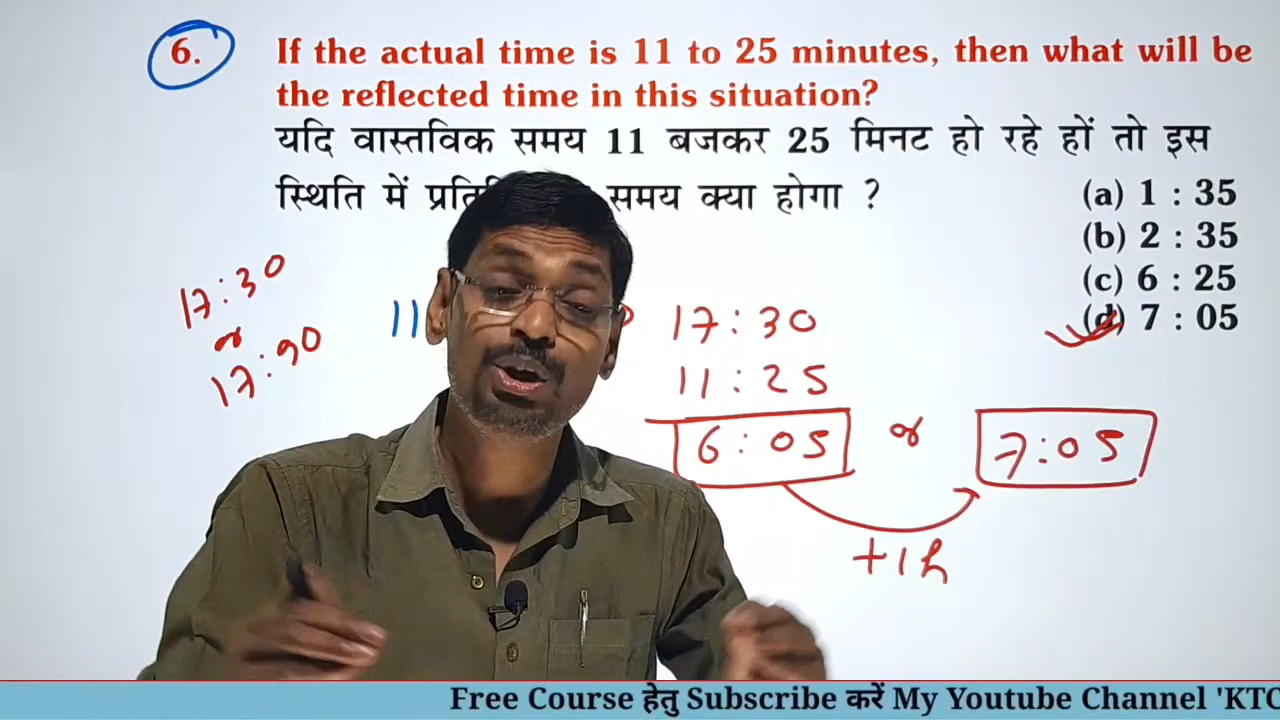 6. If the actual time is 11 to 25 minutes, then what will be
the reflected time in this situation?
यदि वास्तविक समय 11 बजकर 25 मिनट हो रहे हों तो इस
स्थिति में समय क्या होगा ?
(a) 1 : 35
(b) 2 : 35
(c) 6 : 25
(d) 7 : 05
17:30
or
17:90
11
17:30
11:25
6:05 or 7:05
+1h
Free Course हेतु Subscribe करें My Youtube Channel 'KTC